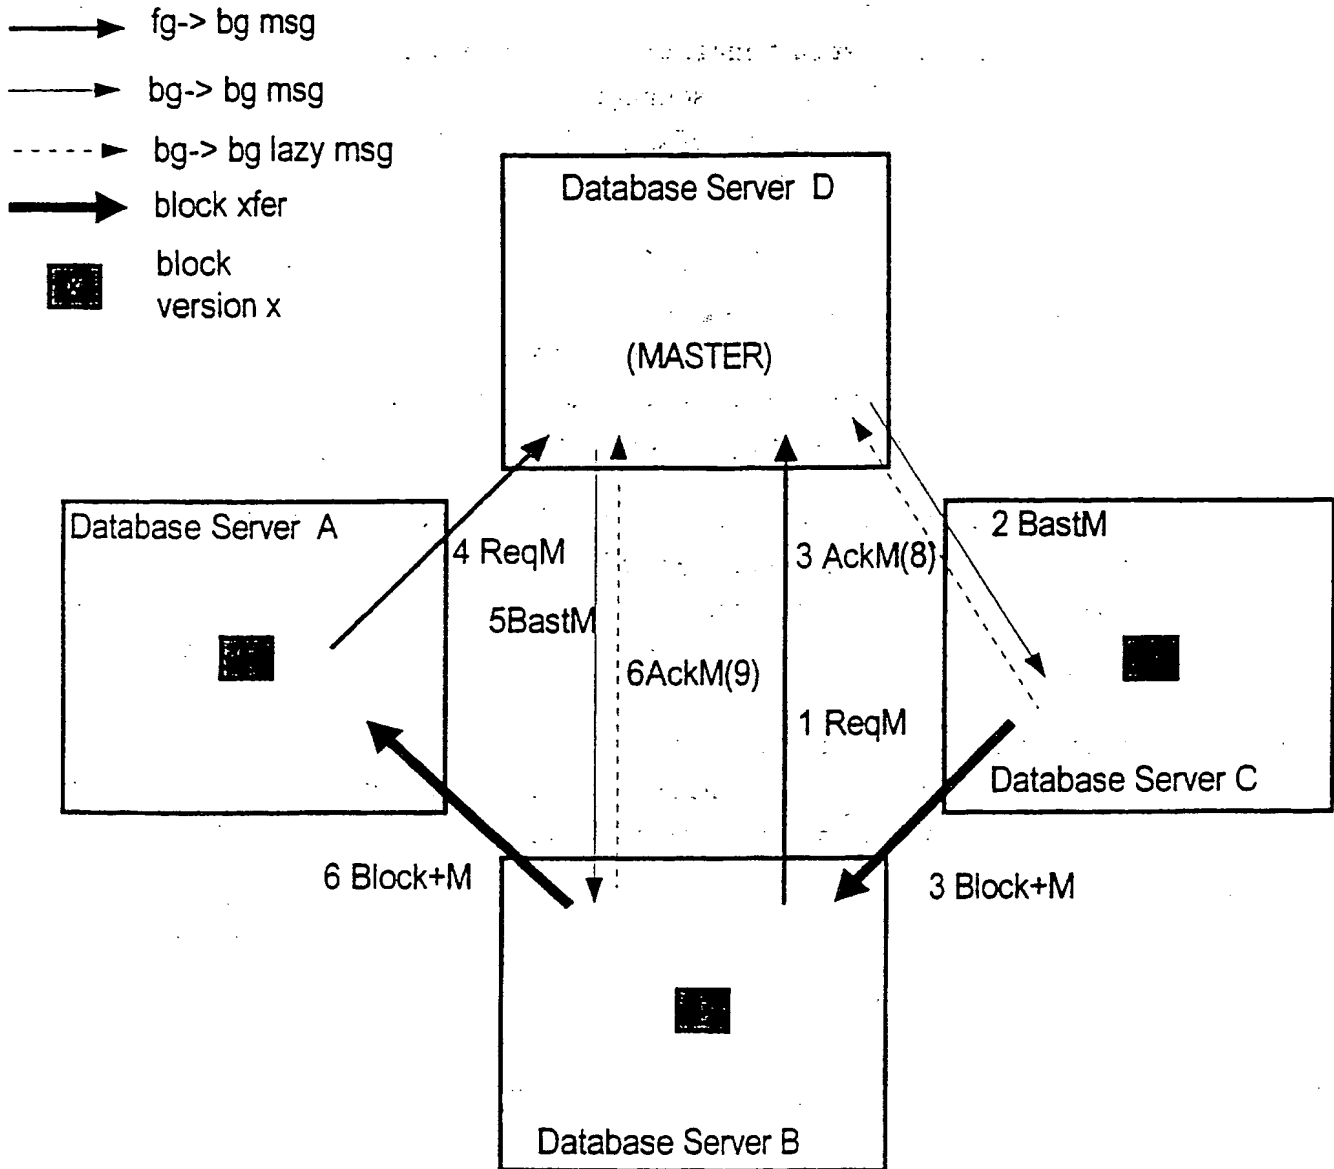 fg-> bg msg
bg-> bg msg
bg-> bg lazy msg
block xfer
block
version x
Database Server D
(MASTER)
Database Server A
4 ReqM
5BastM
6AckM(9)
3 AckM(8)
1 ReqM
2 BastM
Database Server C
6 Block+M
3 Block+M
Database Server B